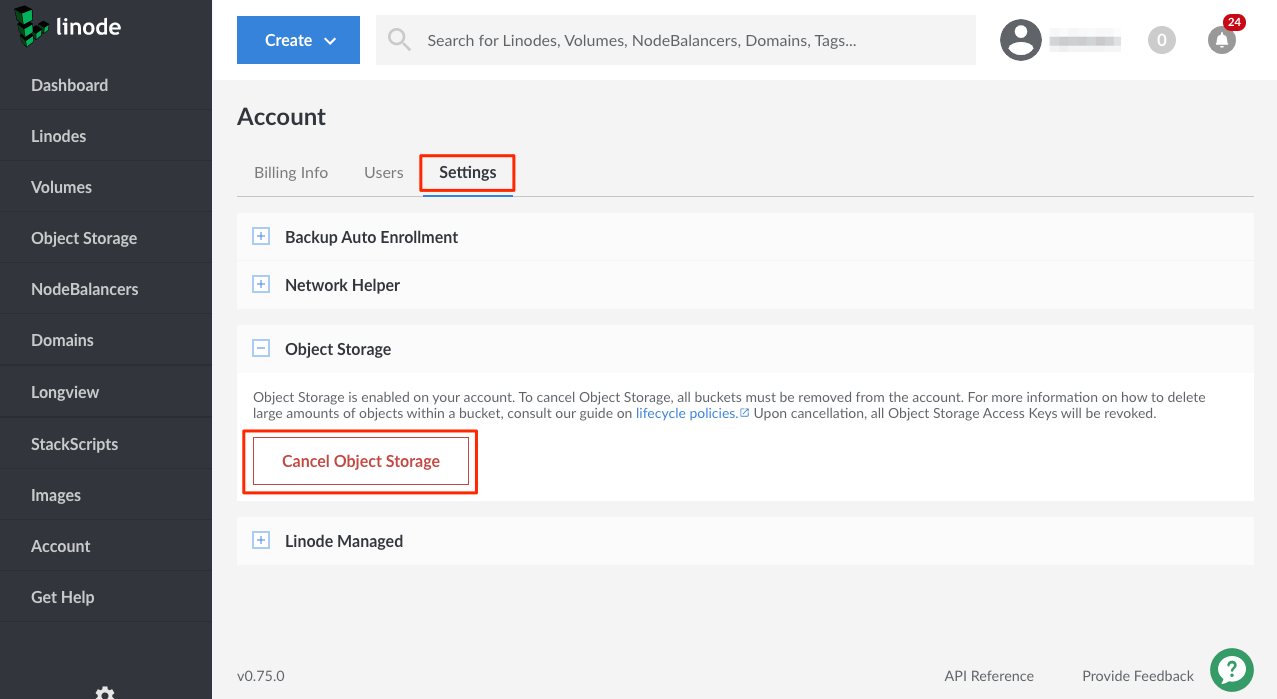 linode
Create
Search for Linodes, Volumes, NodeBalancers, Domains, Tags...
0
24
Dashboard
Linodes
Volumes
Object Storage
NodeBalancers
Domains
Longview
StackScripts
Images
Account
Get Help
Account
Billing Info
Users
Settings
Backup Auto Enrollment
Network Helper
Object Storage
Object Storage is enabled on your account. To cancel Object Storage, all buckets must be removed from the account. For more information on how to delete
large amounts of objects within a bucket, consult our guide on lifecycle policies. Upon cancellation, all Object Storage Access Keys will be revoked.
Cancel Object Storage
Linode Managed
v0.75.0
API Reference
Provide Feedback
?